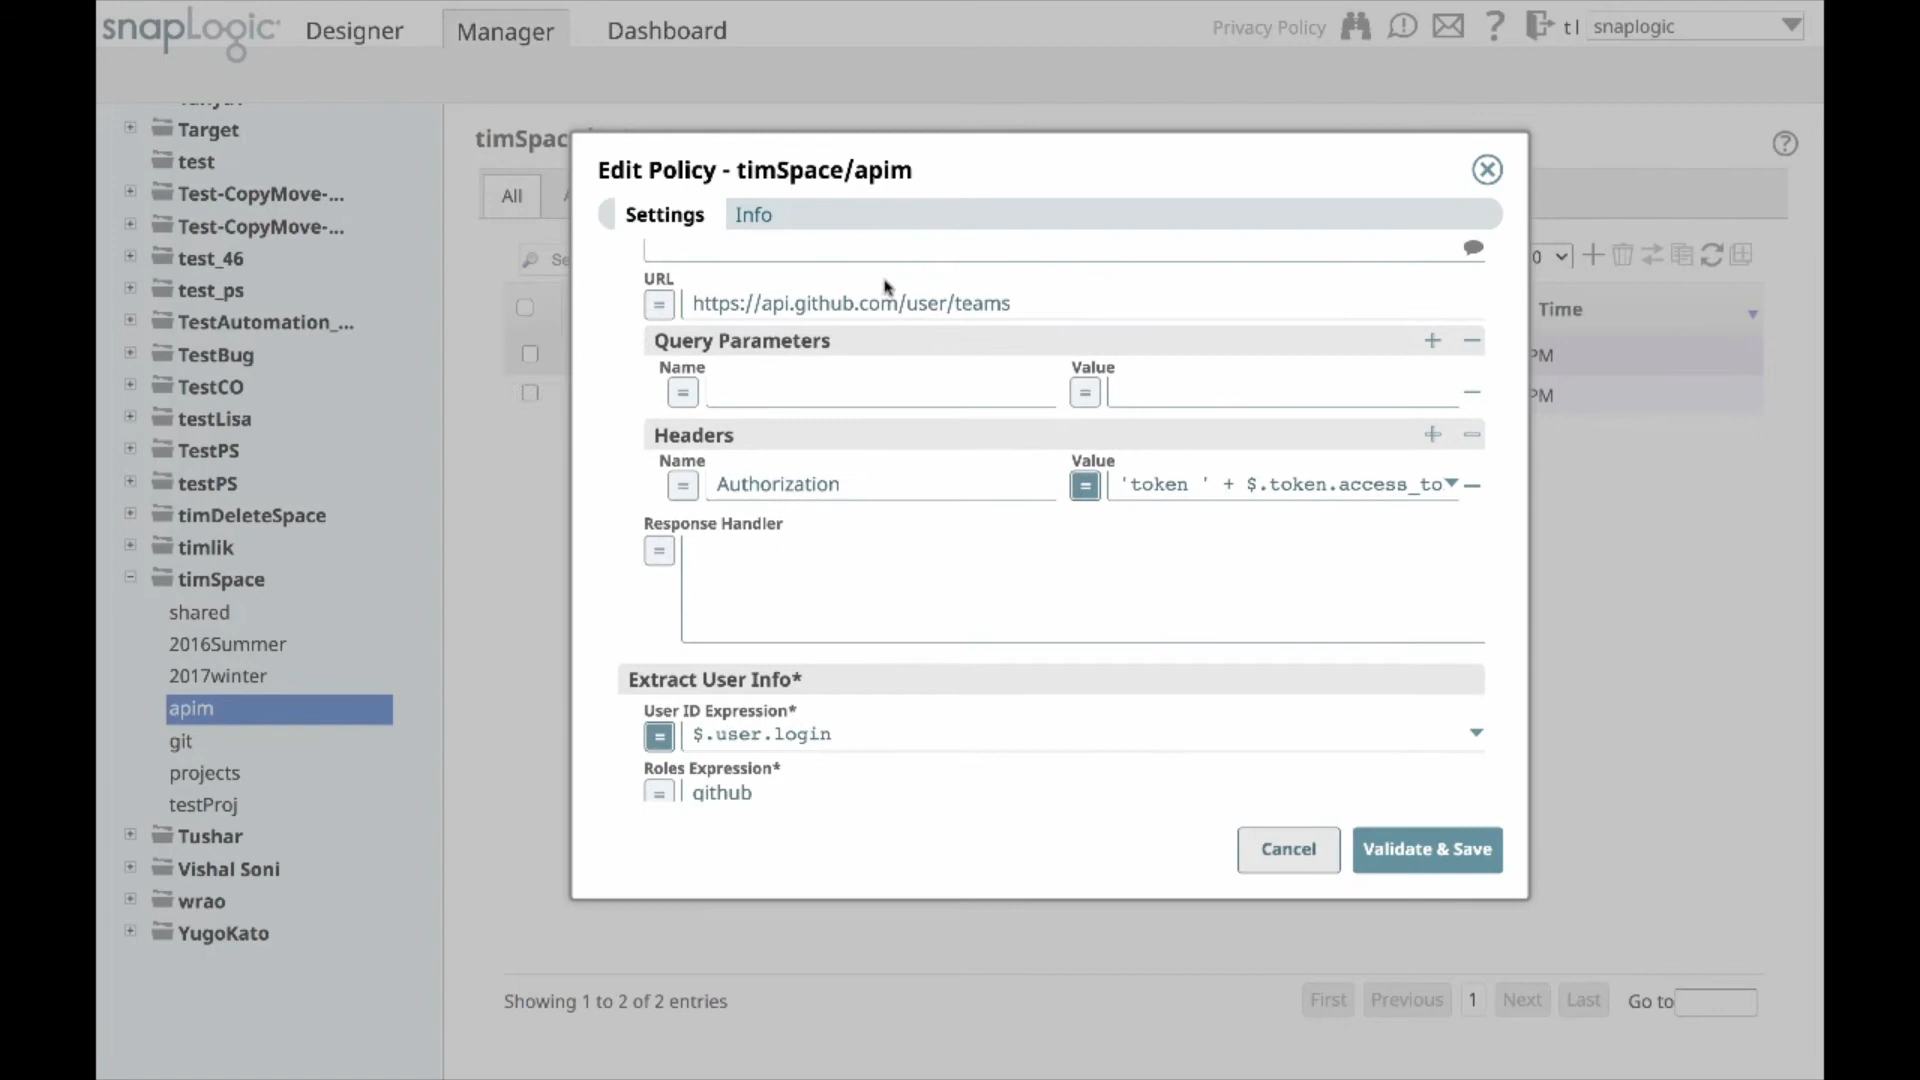 snapLogic
Designer
Manager
Dashboard
Privacy Policy
t l
snaplogic
Target
test
Test-CopyMove-...
Test-CopyMove-...
test_46
test_ps
TestAutomation_...
TestBug
TestCO
testLisa
TestPS
testPS
timDeleteSpace
timlik
timSpace
shared
2016Summer
2017winter
apim
git
projects
testProj
Tushar
Vishal Soni
wrao
YugoKato
timSpac
All
Se
0
Time
PM
PM
Edit Policy - timSpace/apim
Settings
Info
URL
= https://api.github.com/user/teams
Query Parameters
Name
Value
=
=
Headers
Name
Value
= Authorization
= 'token ' + $.token.access_to
Response Handler
=
Extract User Info*
User ID Expression*
= $.user.login
Roles Expression*
= github
Cancel
Validate & Save
Showing 1 to 2 of 2 entries
First
Previous
1
Next
Last
Go to